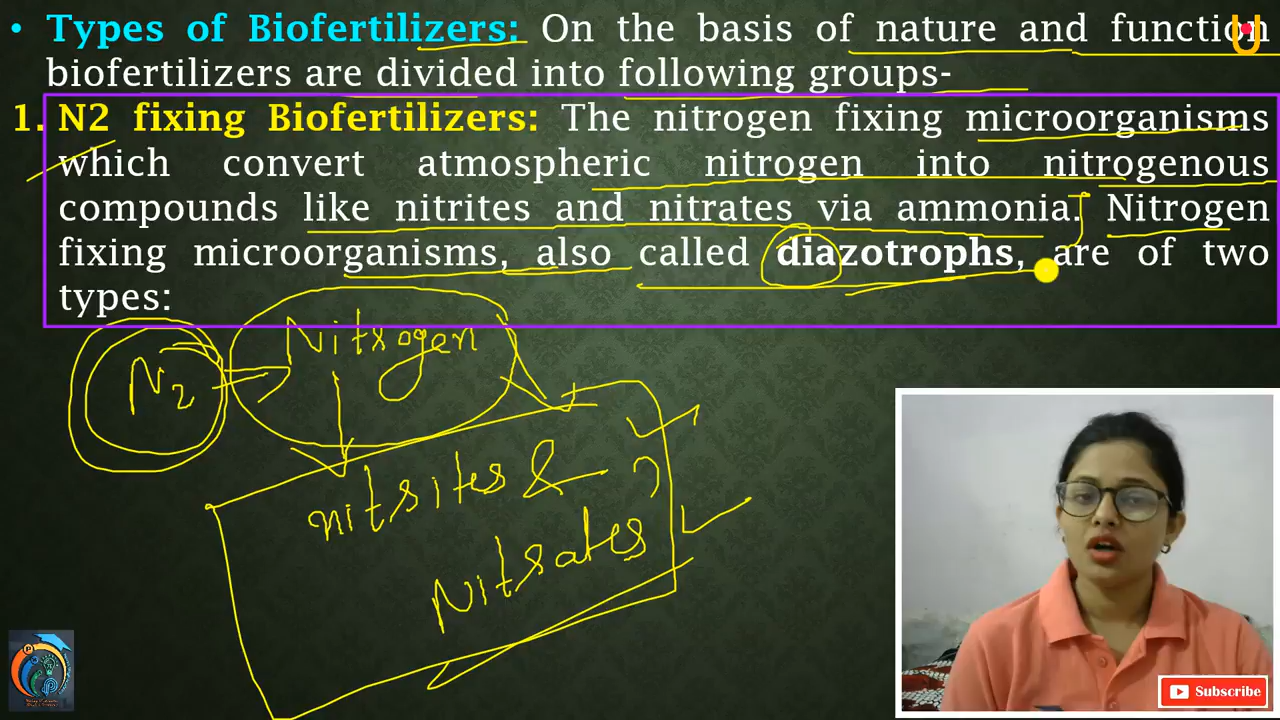 • Types of Biofertilizers: On the basis of nature and function
biofertilizers are divided into following groups-
1. N2 fixing Biofertilizers: The nitrogen fixing microorganisms
which convert atmospheric nitrogen into nitrogenous
compounds like nitrites and nitrates via ammonia. Nitrogen
fixing microorganisms, also called diazotrophs, are of two
types:
N2 Nitrogen
nitrites &
Nitrates
Subscribe